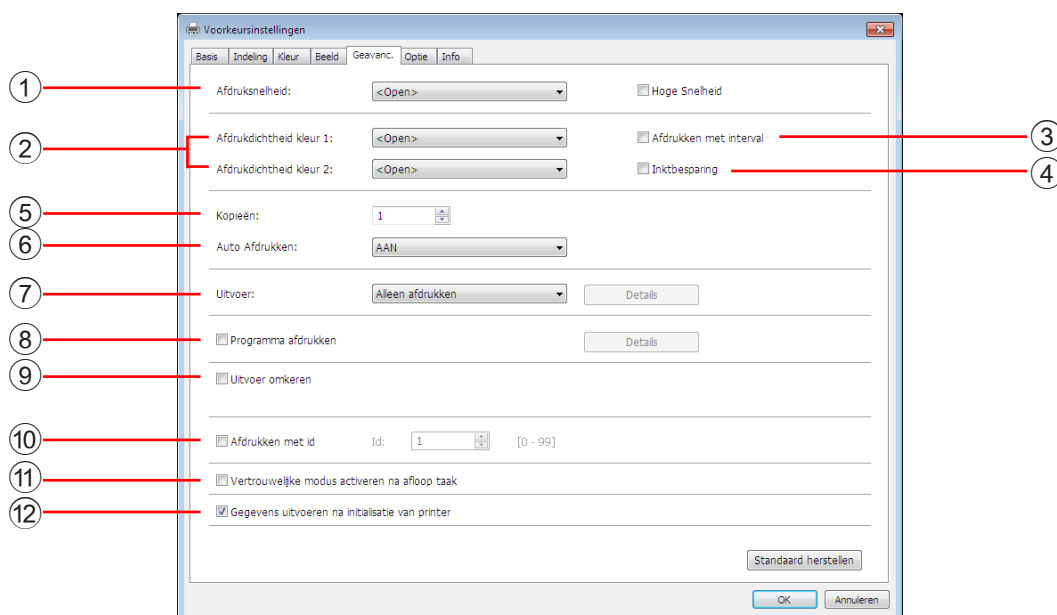 Voorkeursinstellingen
Basis Indeling Kleur Beeld Geavanc. Optie Info
① Afdruksnelheid: <Open> Hoge Snelheid
② Afdrukdichtheid kleur 1: <Open> Afdrukken met interval ③
Afdrukdichtheid kleur 2: <Open> Inktbesparing ④
⑤ Kopieën: 1
⑥ Auto Afdrukken: AAN
⑦ Uitvoer: Alleen afdrukken Details
⑧ Programma afdrukken Details
⑨ Uitvoer omkeren
⑩ Afdrukken met id Id: 1 [0 - 99]
⑪ Vertrouwelijke modus activeren na afloop taak
⑫ Gegevens uitvoeren na initialisatie van printer
Standaard herstellen
OK Annuleren